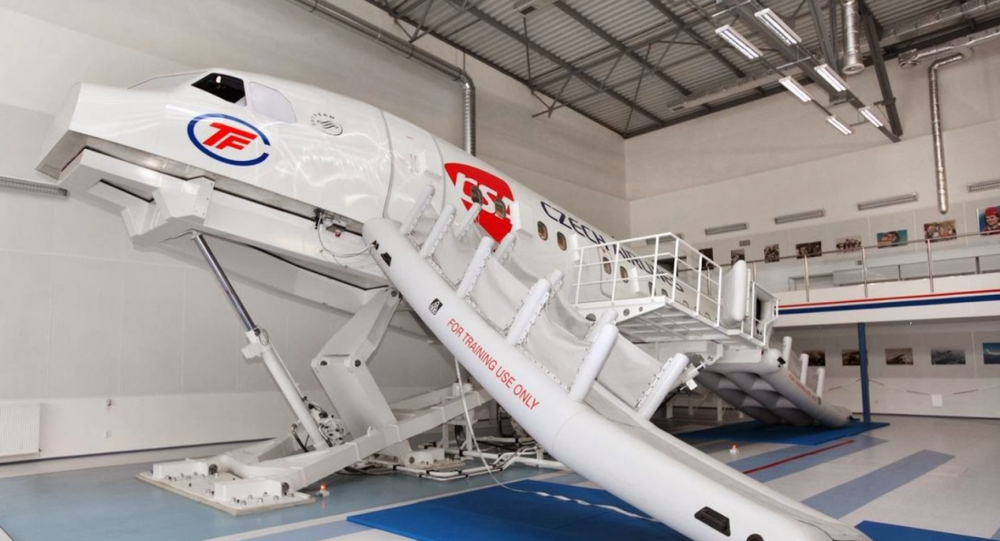 TF
CSA
CZECH AIRLINES
FOR TRAINING USE ONLY